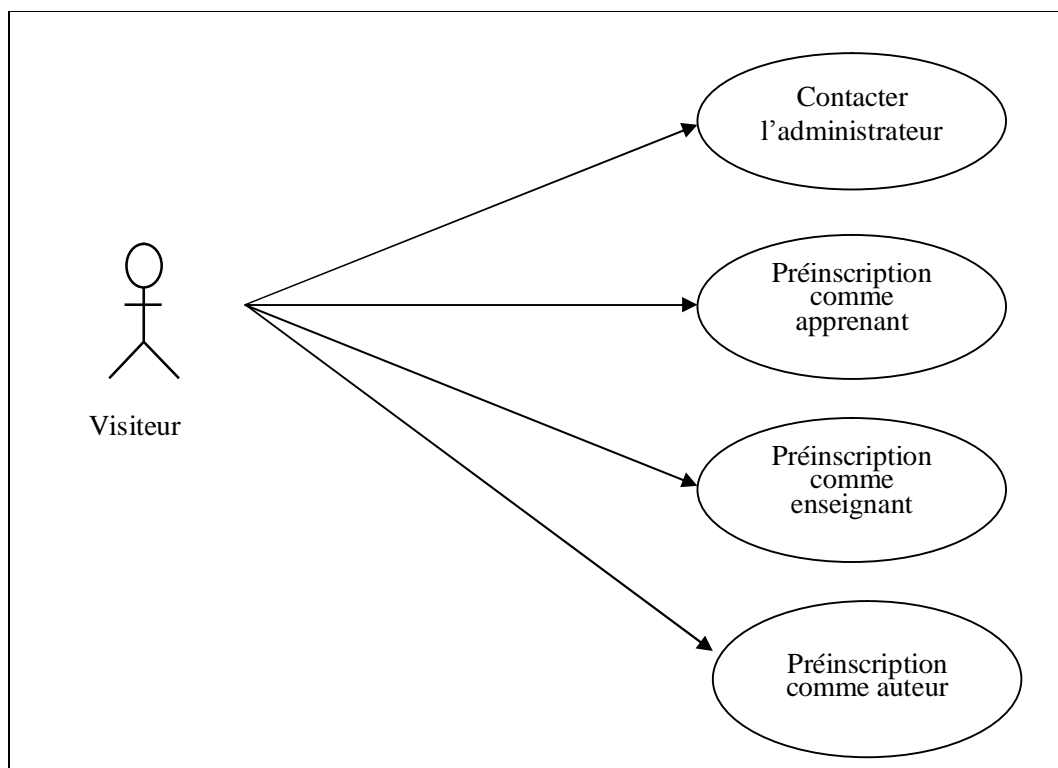 Contacter
l’administrateur
Préinscription
comme
apprenant
Visiteur
Préinscription
comme
enseignant
Préinscription
comme auteur